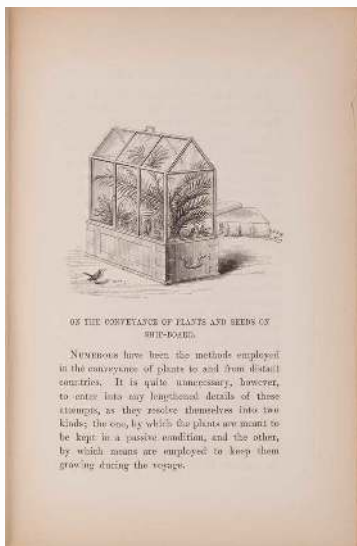 ON THE CONVEYANCE OF PLANTS AND SEEDS ON
SHIP-BOARD.
NUMEROUS have been the methods employed
in the conveyance of plants to and from distant
countries. It is quite unnecessary, however,
to enter into any lengthened details of these
attempts, as they resolve themselves into two
kinds; the one, by which the plants are meant to
be kept in a passive condition, and the other,
by which means are employed to keep them
growing during the voyage.